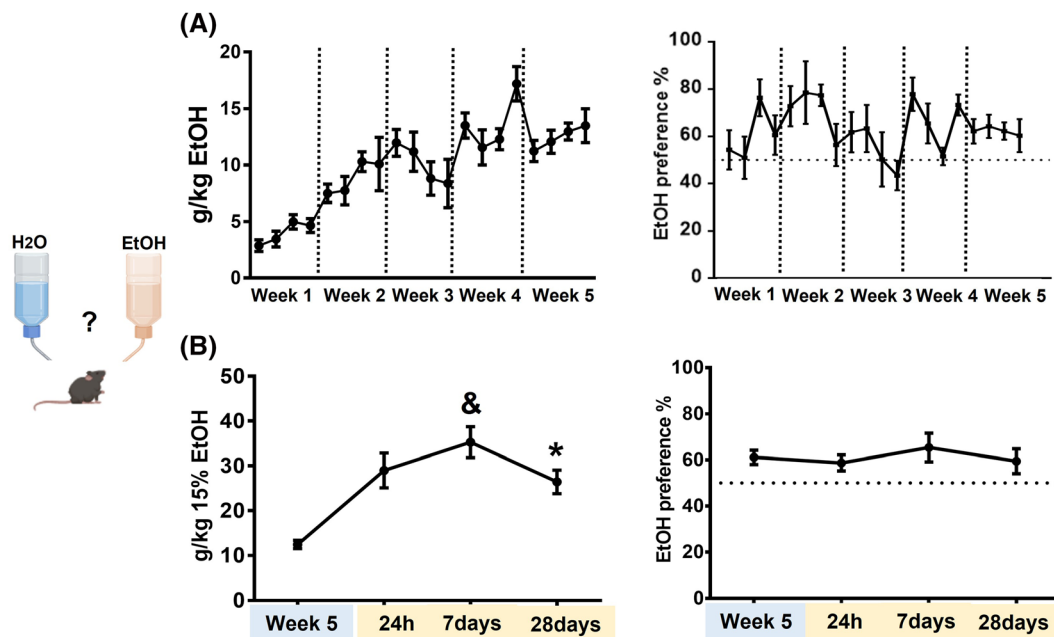 (A)
20
15
10
5
0
g/kg EtOH
Week 1 Week 2 Week 3 Week 4 Week 5
100
80
60
40
20
0
EtOH preference %
Week 1 Week 2 Week 3 Week 4 Week 5
H2O
EtOH
?
(B)
50
40
30
20
10
0
g/kg 15% EtOH
&
*
Week 5 24h 7days 28days
100
80
60
40
20
0
EtOH preference %
Week 5 24h 7days 28days